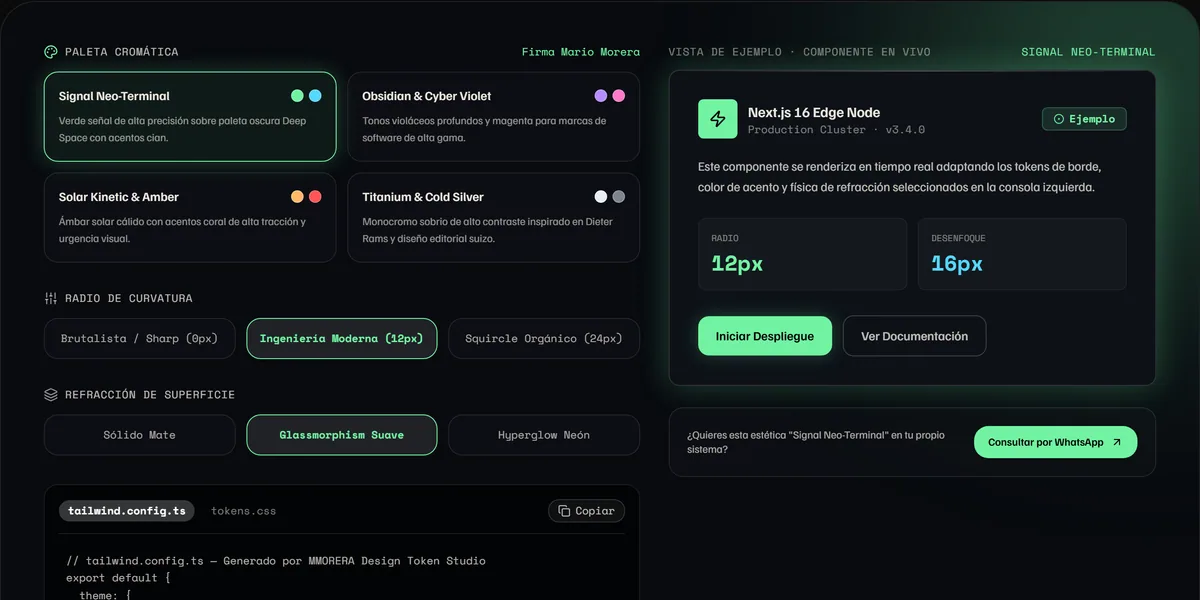 PALETA CROMÁTICA
Firma Mario Morera
Signal Neo-Terminal
Verde señal de alta precisión sobre paleta oscura Deep
Space con acentos cian.
Obsidian & Cyber Violet
Tonos violáceos profundos y magenta para marcas de
software de alta gama.
Solar Kinetic & Amber
Ámbar solar cálido con acentos coral de alta tracción y
urgencia visual.
Titanium & Cold Silver
Monocromo sobrio de alto contraste inspirado en Dieter
Rams y diseño editorial suizo.
RADIO DE CURVATURA
Brutalista / Sharp (0px)
Ingeniería Moderna (12px)
Squircle Orgánico (24px)
REFRACCIÓN DE SUPERFICIE
Sólido Mate
Glassmorphism Suave
Hyperglow Neón
tailwind.config.ts
tokens.css
Copiar
// tailwind.config.ts — Generado por MMORERA Design Token Studio
export default {
theme: {
VISTA DE EJEMPLO · COMPONENTE EN VIVO
SIGNAL NEO-TERMINAL
Next.js 16 Edge Node
Production Cluster · v3.4.0
Ejemplo
Este componente se renderiza en tiempo real adaptando los tokens de borde,
color de acento y física de refracción seleccionados en la consola izquierda.
RADIO
12px
DESENFOQUE
16px
Iniciar Despliegue
Ver Documentación
¿Quieres esta estética "Signal Neo-Terminal" en tu propio
sistema?
Consultar por WhatsApp